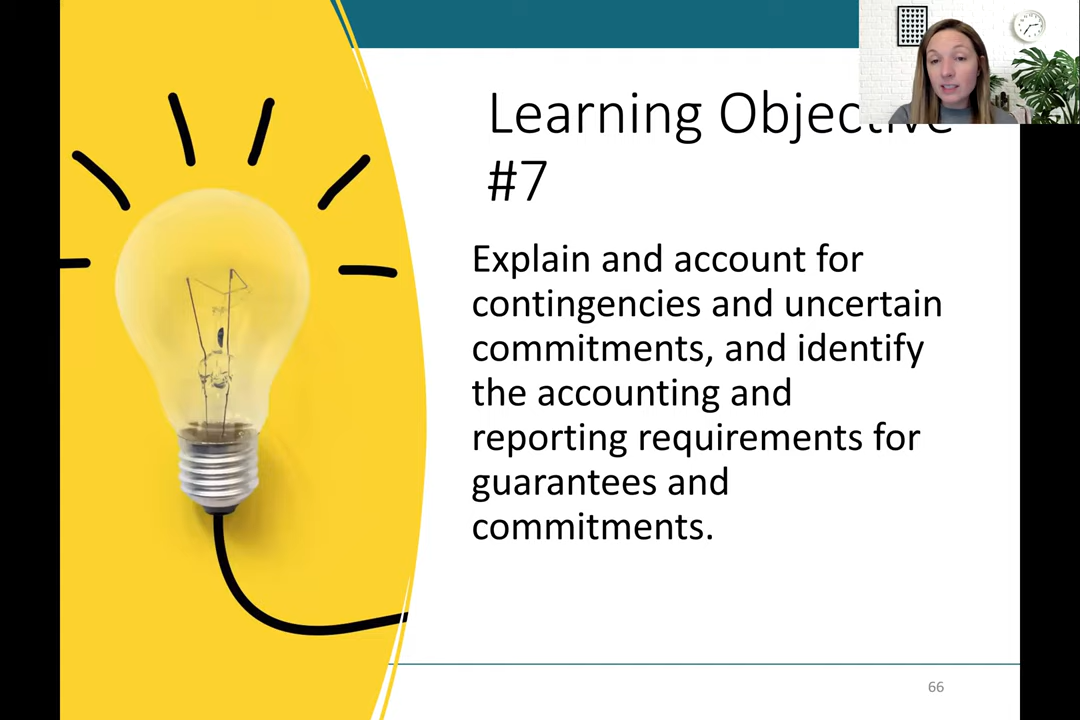 Learning Objective
#7
Explain and account for
contingencies and uncertain
commitments, and identify
the accounting and
reporting requirements for
guarantees and
commitments.
66